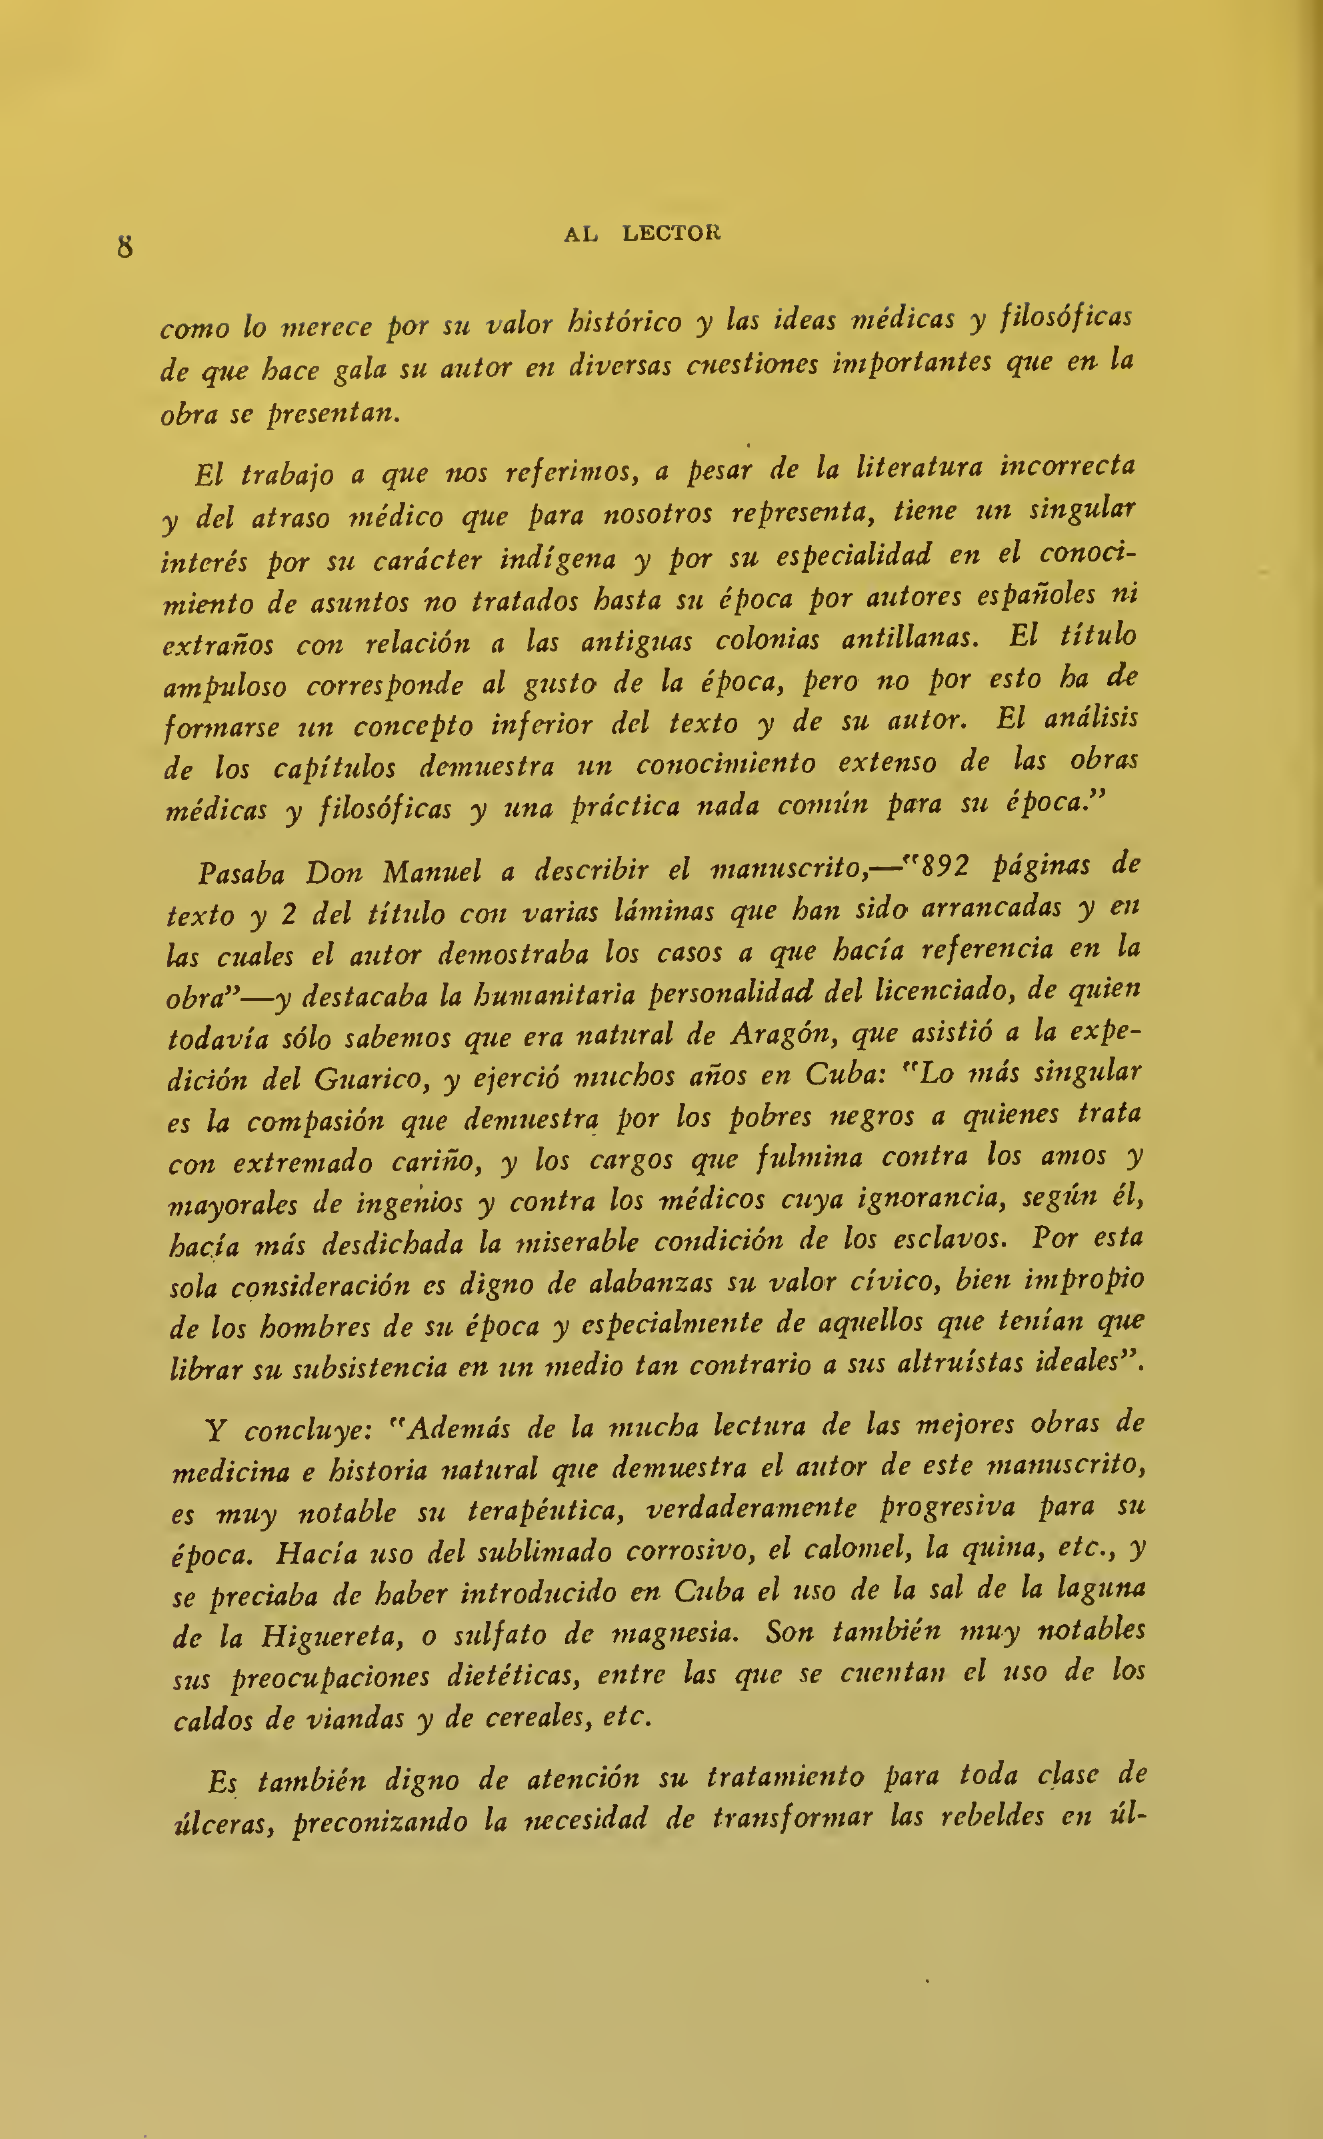 8
AL LECTOR
como lo merece por su valor histórico y las ideas médicas y filosóficas
de que hace gala su autor en diversas cuestiones importantes que en la
obra se presentan.
El trabajo a que nos referimos, a pesar de la literatura incorrecta
y del atraso médico que para nosotros representa, tiene un singular
interés por su carácter indígena y por su especialidad en el conoci-
miento de asuntos no tratados hasta su época por autores españoles ni
extraños con relación a las antiguas colonias antillanas. El título
ampuloso corresponde al gusto de la época, pero no por esto ha de
formarse un concepto inferior del texto y de su autor. El análisis
de los capítulos demuestra un conocimiento extenso de las obras
médicas y filosóficas y una práctica nada común para su época."
Pasaba Don Manuel a describir el manuscrito,—"892 páginas de
texto y 2 del título con varias láminas que han sido arrancadas y en
las cuales el autor demostraba los casos a que hacía referencia en la
obra"—y destacaba la humanitaria personalidad del licenciado, de quien
todavía sólo sabemos que era natural de Aragón, que asistió a la expe-
dición del Guarico, y ejerció muchos años en Cuba: "Lo más singular
es la compasión que demuestra por los pobres negros a quienes trata
con extremado cariño, y los cargos que fulmina contra los amos y
mayorales de ingenios y contra los médicos cuya ignorancia, según él,
hacía más desdichada la miserable condición de los esclavos. Por esta
sola consideración es digno de alabanzas su valor cívico, bien impropio
de los hombres de su época y especialmente de aquellos que tenían que
librar su subsistencia en un medio tan contrario a sus altruístas ideales".
Y concluye: "Además de la mucha lectura de las mejores obras de
medicina e historia natural que demuestra el autor de este manuscrito,
es muy notable su terapéutica, verdaderamente progresiva para su
época. Hacía uso del sublimado corrosivo, el calomel, la quina, etc., y
se preciaba de haber introducido en Cuba el uso de la sal de la laguna
de la Higuereta, o sulfato de magnesia. Son también muy notables
sus preocupaciones dietéticas, entre las que se cuentan el uso de los
caldos de viandas y de cereales, etc.
Es también digno de atención su tratamiento para toda clase de
úlceras, preconizando la necesidad de transformar las rebeldes en úl-